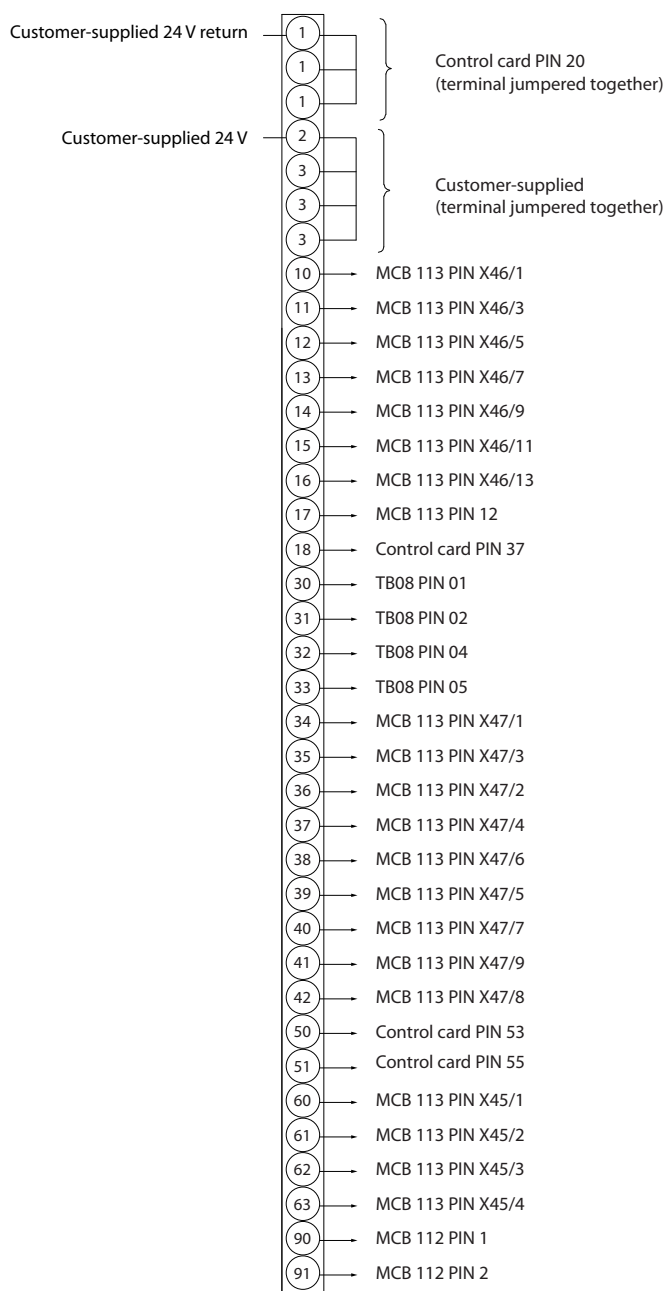 Customer-supplied 24 V return
1
1
1
Control card PIN 20
(terminal jumpered together)
Customer-supplied 24 V
2
3
3
3
Customer-supplied
(terminal jumpered together)
10 MCB 113 PIN X46/1
11 MCB 113 PIN X46/3
12 MCB 113 PIN X46/5
13 MCB 113 PIN X46/7
14 MCB 113 PIN X46/9
15 MCB 113 PIN X46/11
16 MCB 113 PIN X46/13
17 MCB 113 PIN 12
18 Control card PIN 37
30 TB08 PIN 01
31 TB08 PIN 02
32 TB08 PIN 04
33 TB08 PIN 05
34 MCB 113 PIN X47/1
35 MCB 113 PIN X47/3
36 MCB 113 PIN X47/2
37 MCB 113 PIN X47/4
38 MCB 113 PIN X47/6
39 MCB 113 PIN X47/5
40 MCB 113 PIN X47/7
41 MCB 113 PIN X47/9
42 MCB 113 PIN X47/8
50 Control card PIN 53
51 Control card PIN 55
60 MCB 113 PIN X45/1
61 MCB 113 PIN X45/2
62 MCB 113 PIN X45/3
63 MCB 113 PIN X45/4
90 MCB 112 PIN 1
91 MCB 112 PIN 2